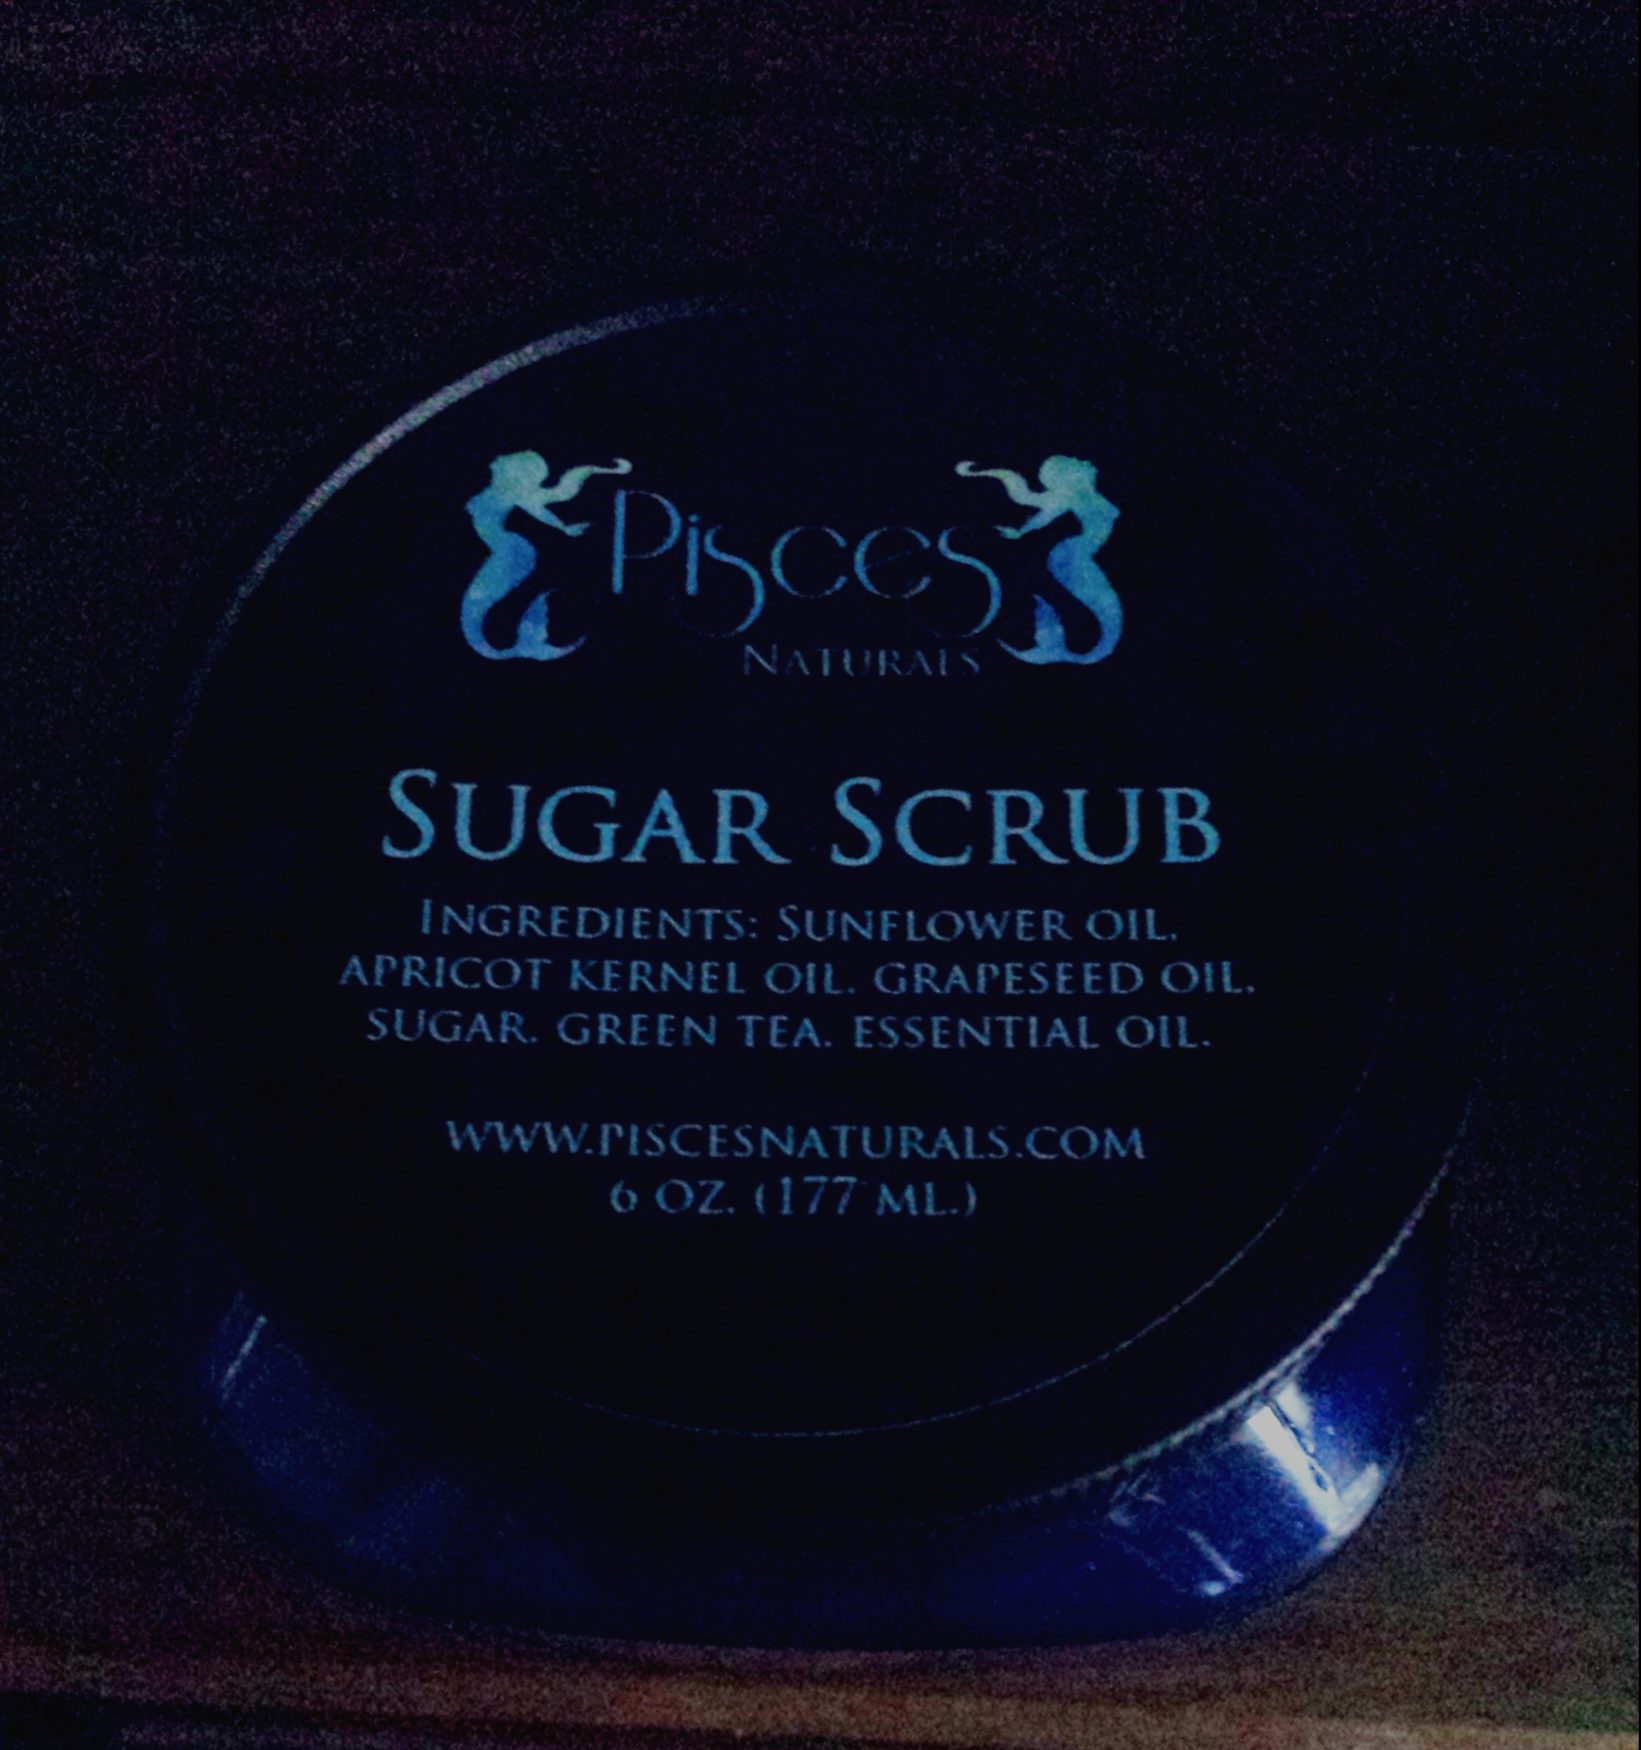 Pisces
Naturals
Sugar Scrub
Ingredients: Sunflower oil,
apricot kernel oil, grapeseed oil,
sugar, green tea, essential oil.
www.piscesnaturals.com
6 oz. (177 ml.)